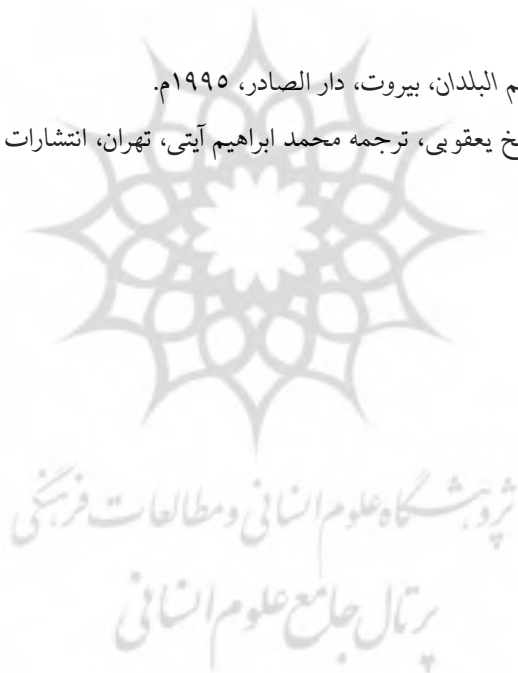 م البلدان، بیروت، دار الصادر، ۱۹۹۵م.
خ یعقوبی، ترجمه محمد ابراهیم آیتی، تهران، انتشارات
پژوهشگاه علوم انسانی و مطالعات فرهنگی
پرتال جامع علوم انسانی